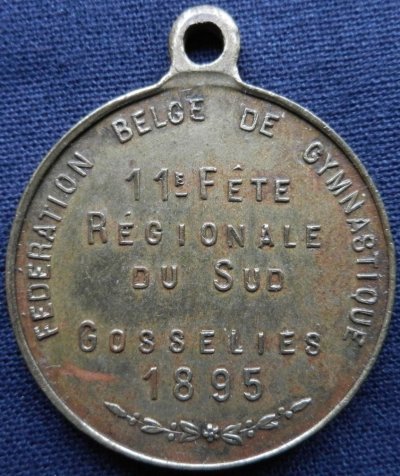 FÉDÉRATION BELGE DE GYMNASTIQUE
11E FÊTE
RÉGIONALE
DU SUD
GOSSELIES
1895